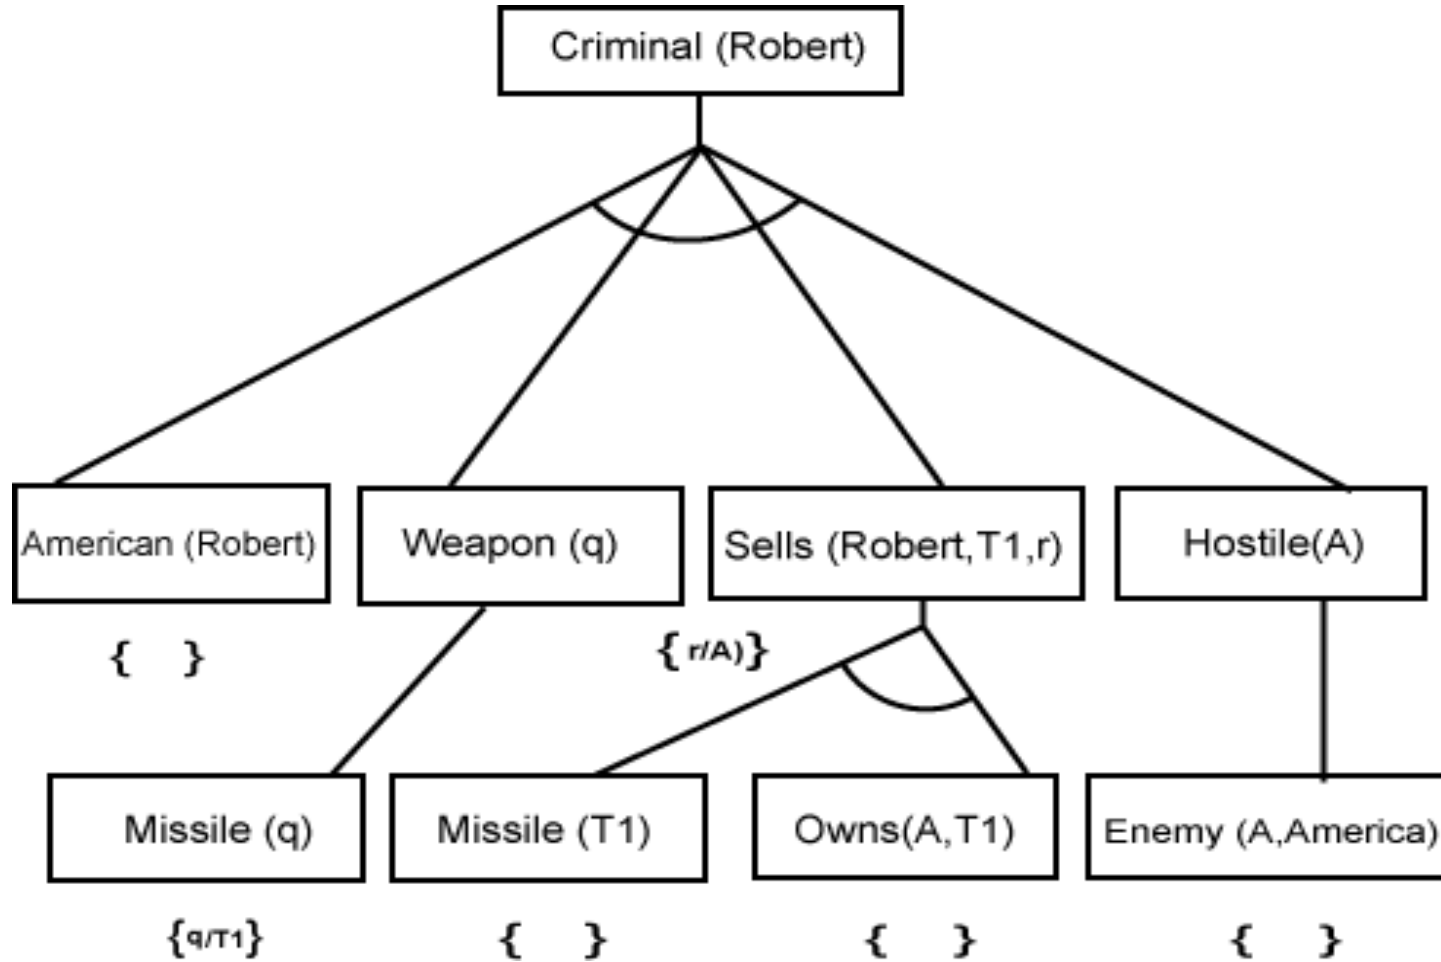 Criminal (Robert)
American (Robert)
Weapon (q)
Sells (Robert,T1,r)
Hostile(A)
{ }
{ r/A)}
Missile (q)
Missile (T1)
Owns(A,T1)
Enemy (A,America)
{q/T1}
{ }
{ }
{ }